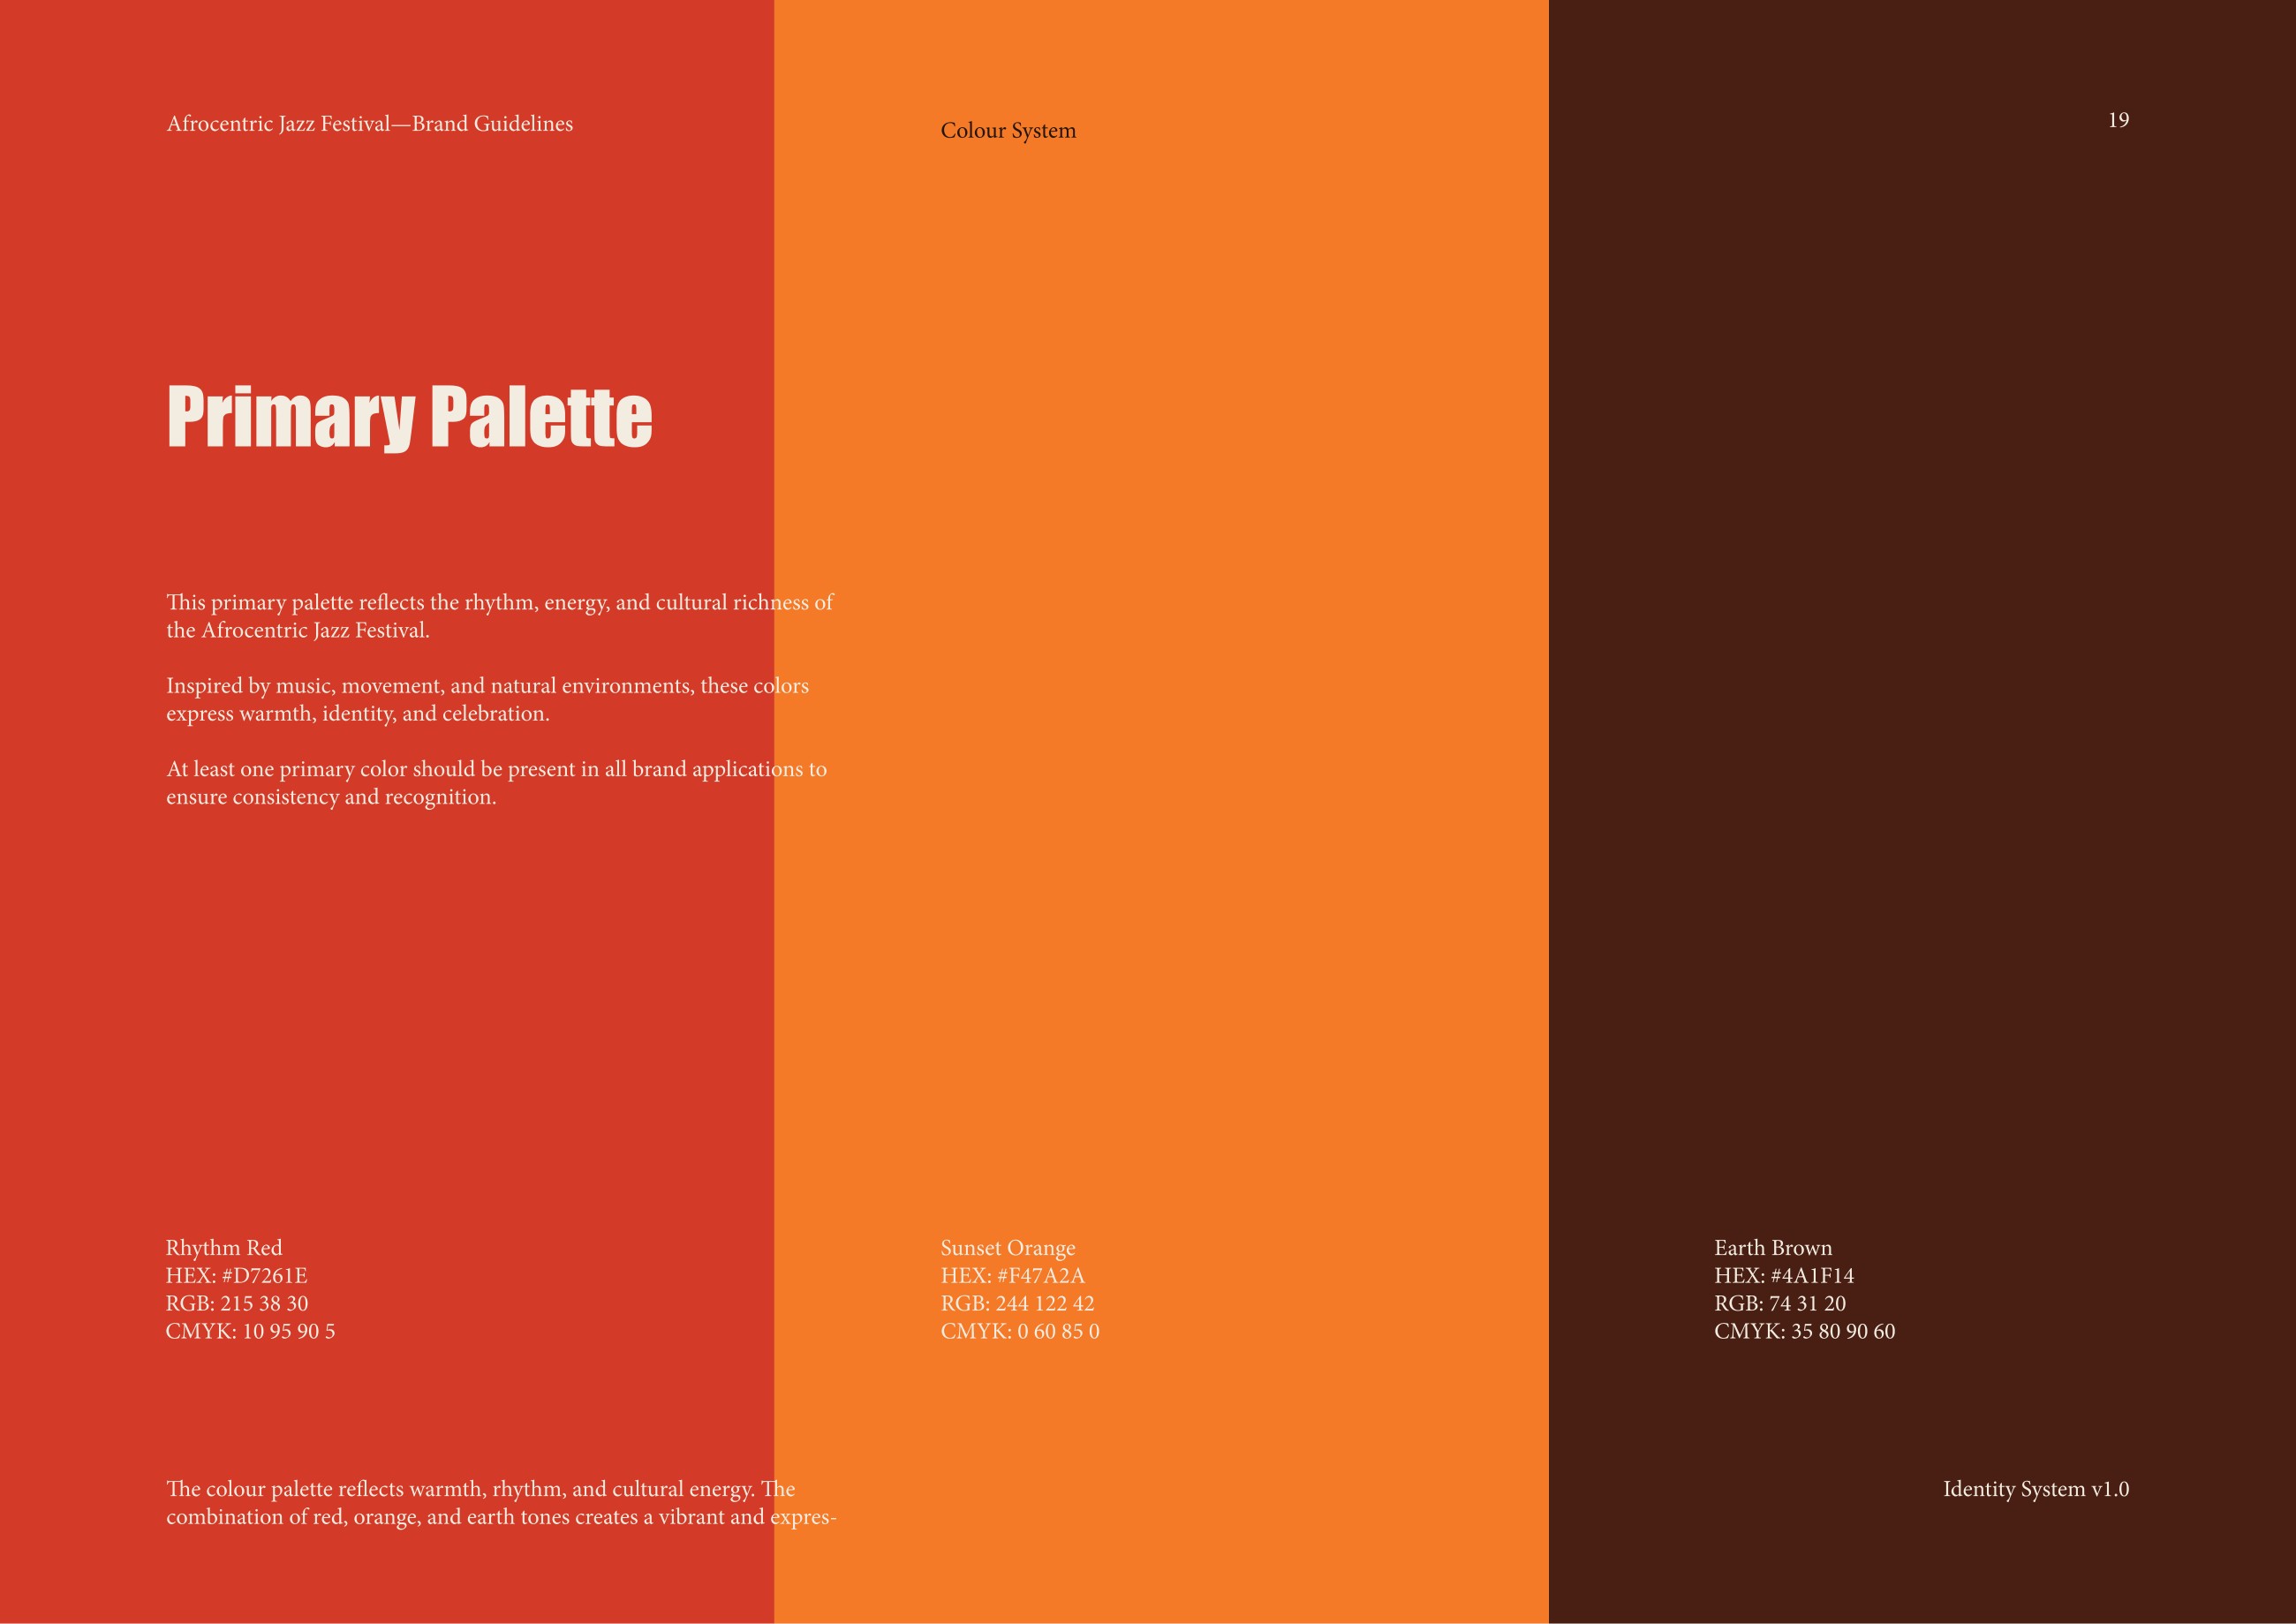 Afrocentric Jazz Festival—Brand Guidelines
Colour System
19
Primary Palette
This primary palette reflects the rhythm, energy, and cultural richness of
the Afrocentric Jazz Festival.
Inspired by music, movement, and natural environments, these colors
express warmth, identity, and celebration.
At least one primary color should be present in all brand applications to
ensure consistency and recognition.
Rhythm Red
HEX: #D7261E
RGB: 215 38 30
CMYK: 10 95 90 5
Sunset Orange
HEX: #F47A2A
RGB: 244 122 42
CMYK: 0 60 85 0
Earth Brown
HEX: #4A1F14
RGB: 74 31 20
CMYK: 35 80 90 60
The colour palette reflects warmth, rhythm, and cultural energy. The
combination of red, orange, and earth tones creates a vibrant and expres-
Identity System v1.0